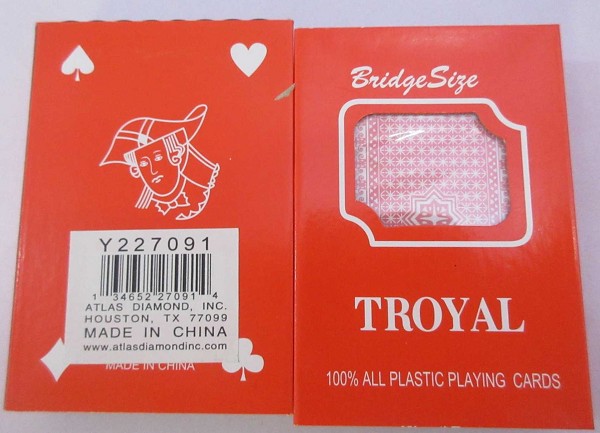 Y227091
1 34652 27091 4
ATLAS DIAMOND, INC.
HOUSTON, TX 77099
MADE IN CHINA
www.atlasdiamondinc.com
MADE IN CHINA
BridgeSize
TROYAL
100% ALL PLASTIC PLAYING CARDS